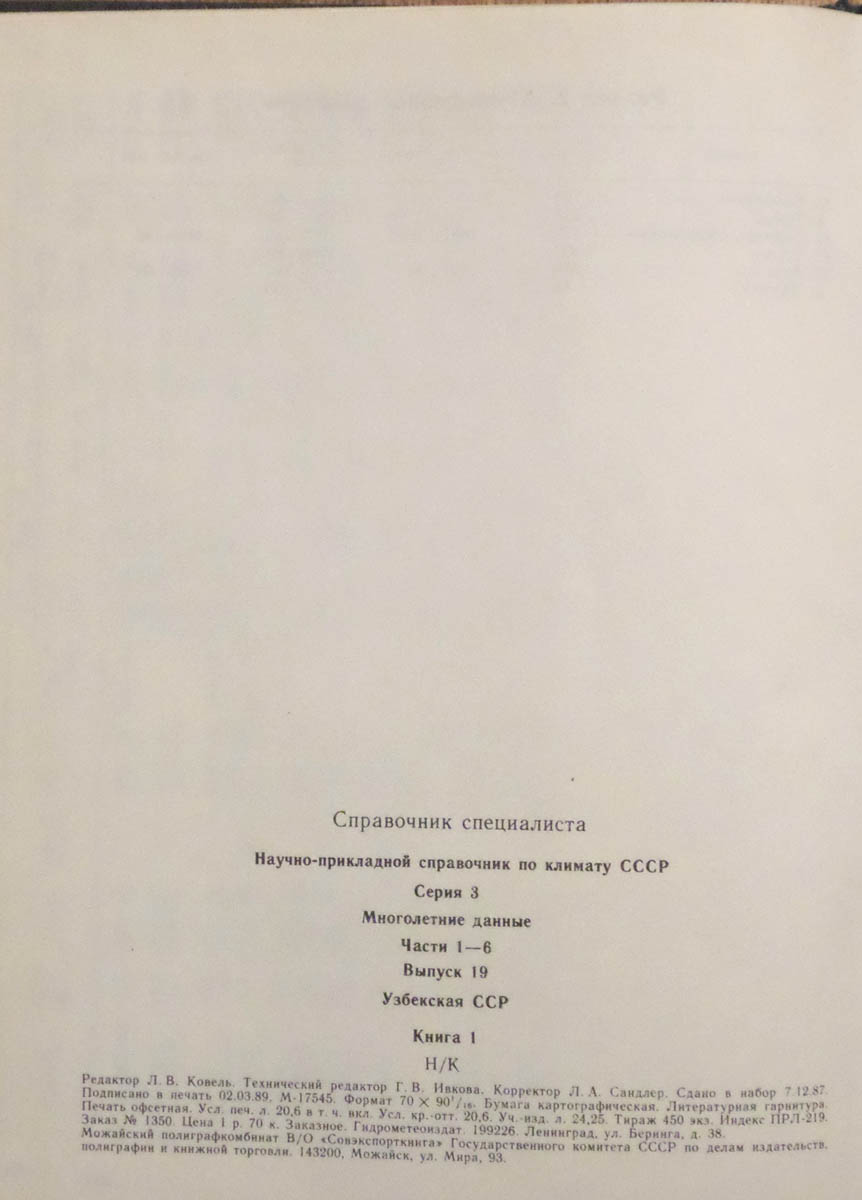 Справочник специалиста
Научно-прикладной справочник по климату СССР
Серия 3
Многолетние данные
Части 1—6
Выпуск 19
Узбекская ССР
Книга 1
Н/К
Редактор Л. В. Ковель. Технический редактор Г. В. Ивкова. Корректор Л. А. Сандлер. Сдано в набор 7.12.87.
Подписано в печать 02.03.89. М-17545. Формат 70 × 90¹/₁₆. Бумага картографическая. Литературная гарнитура.
Печать офсетная. Усл. печ. л. 20,6 в т. ч. вкл. Усл. кр.-отт. 20,6. Уч.-изд. л. 24,25. Тираж 450 экз. Индекс ПРЛ-219.
Заказ № 1350. Цена 1 р. 70 к. Заказное. Гидрометеоиздат. 199226. Ленинград, ул. Беринга, д. 38.
Можайский полиграфкомбинат В/О «Совэкспорткнига» Государственного комитета СССР по делам издательств,
полиграфии и книжной торговли. 143200, Можайск, ул. Мира, 93.